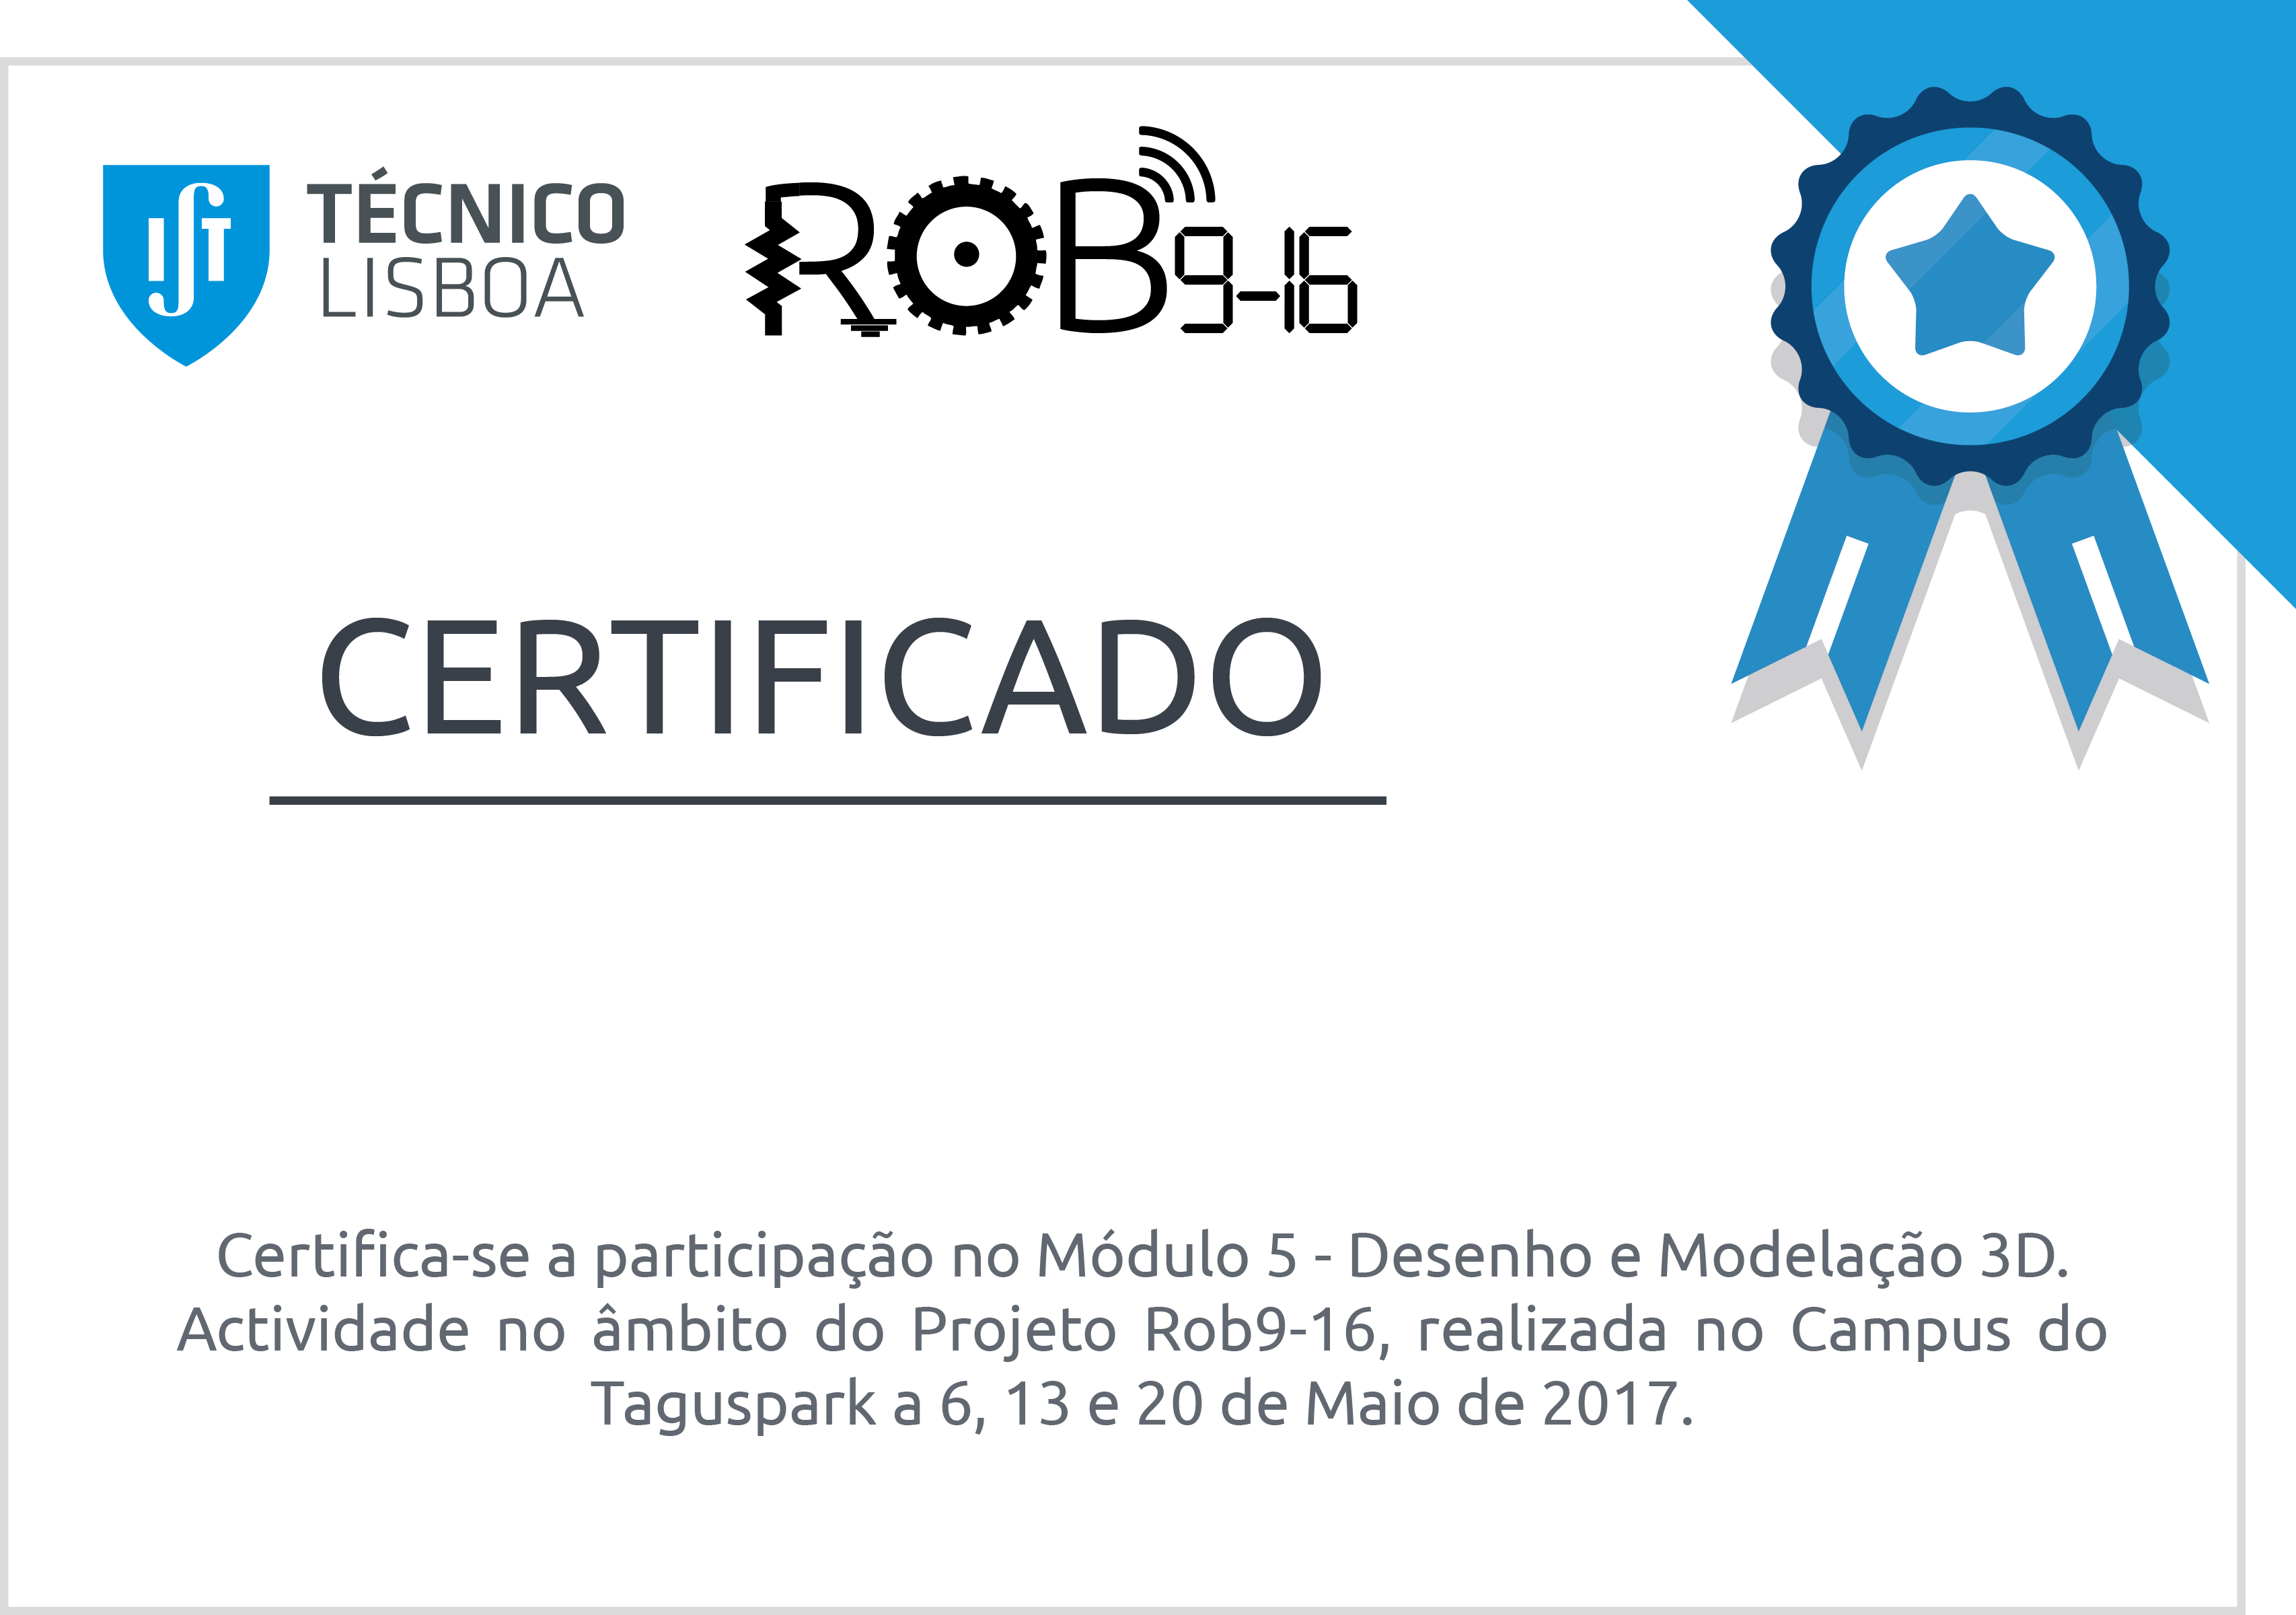 IST
TÉCNICO
LISBOA
ROB9-16
CERTIFICADO
Certifica-se a participação no Módulo 5 - Desenho e Modelação 3D.
Actividade no âmbito do Projeto Rob9-16, realizada no Campus do
Taguspark a 6, 13 e 20 de Maio de 2017.